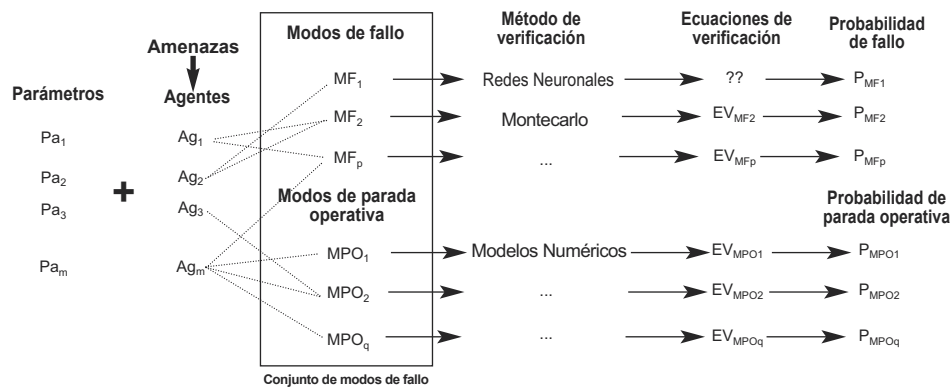 Modos de fallo Método de verificación Ecuaciones de verificación Probabilidad de fallo
Amenazas
Parámetros Agentes
MF1 Redes Neuronales ?? PMF1
MF2 Montecarlo EVMF2 PMF2
Pa1 Ag1
MFp ... EVMFp PMFp
Pa2 + Ag2
Modos de parada operativa Probabilidad de parada operativa
Pa3 Ag3
MPO1 Modelos Numéricos EVMPO1 PMPO1
Pam Agm
MPO2 ... EVMPO2 PMPO2
MPOq ... EVMPOq PMPOq
Conjunto de modos de fallo